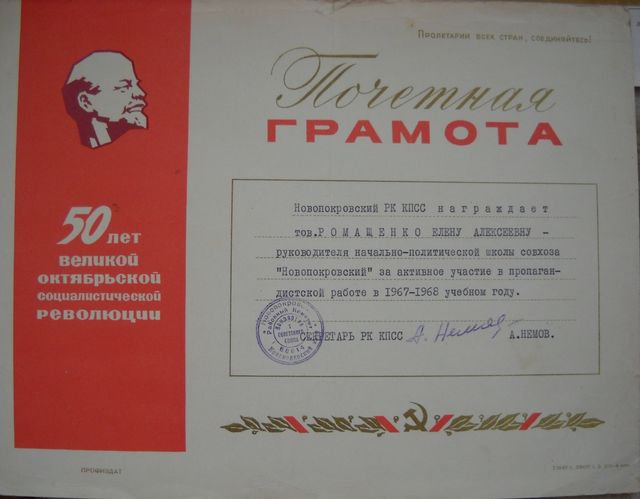 Пролетарии всех стран, соединяйтесь!
Почетная
ГРАМОТА
50 лет
великой
октябрьской
социалистической
революции
Новопокровский РК КПСС награждает
тов. РОМАЩЕНКО ЕЛЕНУ АЛЕКСЕЕВНУ -
руководителя начально-политической школы совхоза
"Новопокровский" за активное участие в пропаган-
дистской работе в 1967-1968 учебном году.
СЕКРЕТАРЬ РК КПСС А. Немов А.НЕМОВ.
ПРОФИЗДАТ